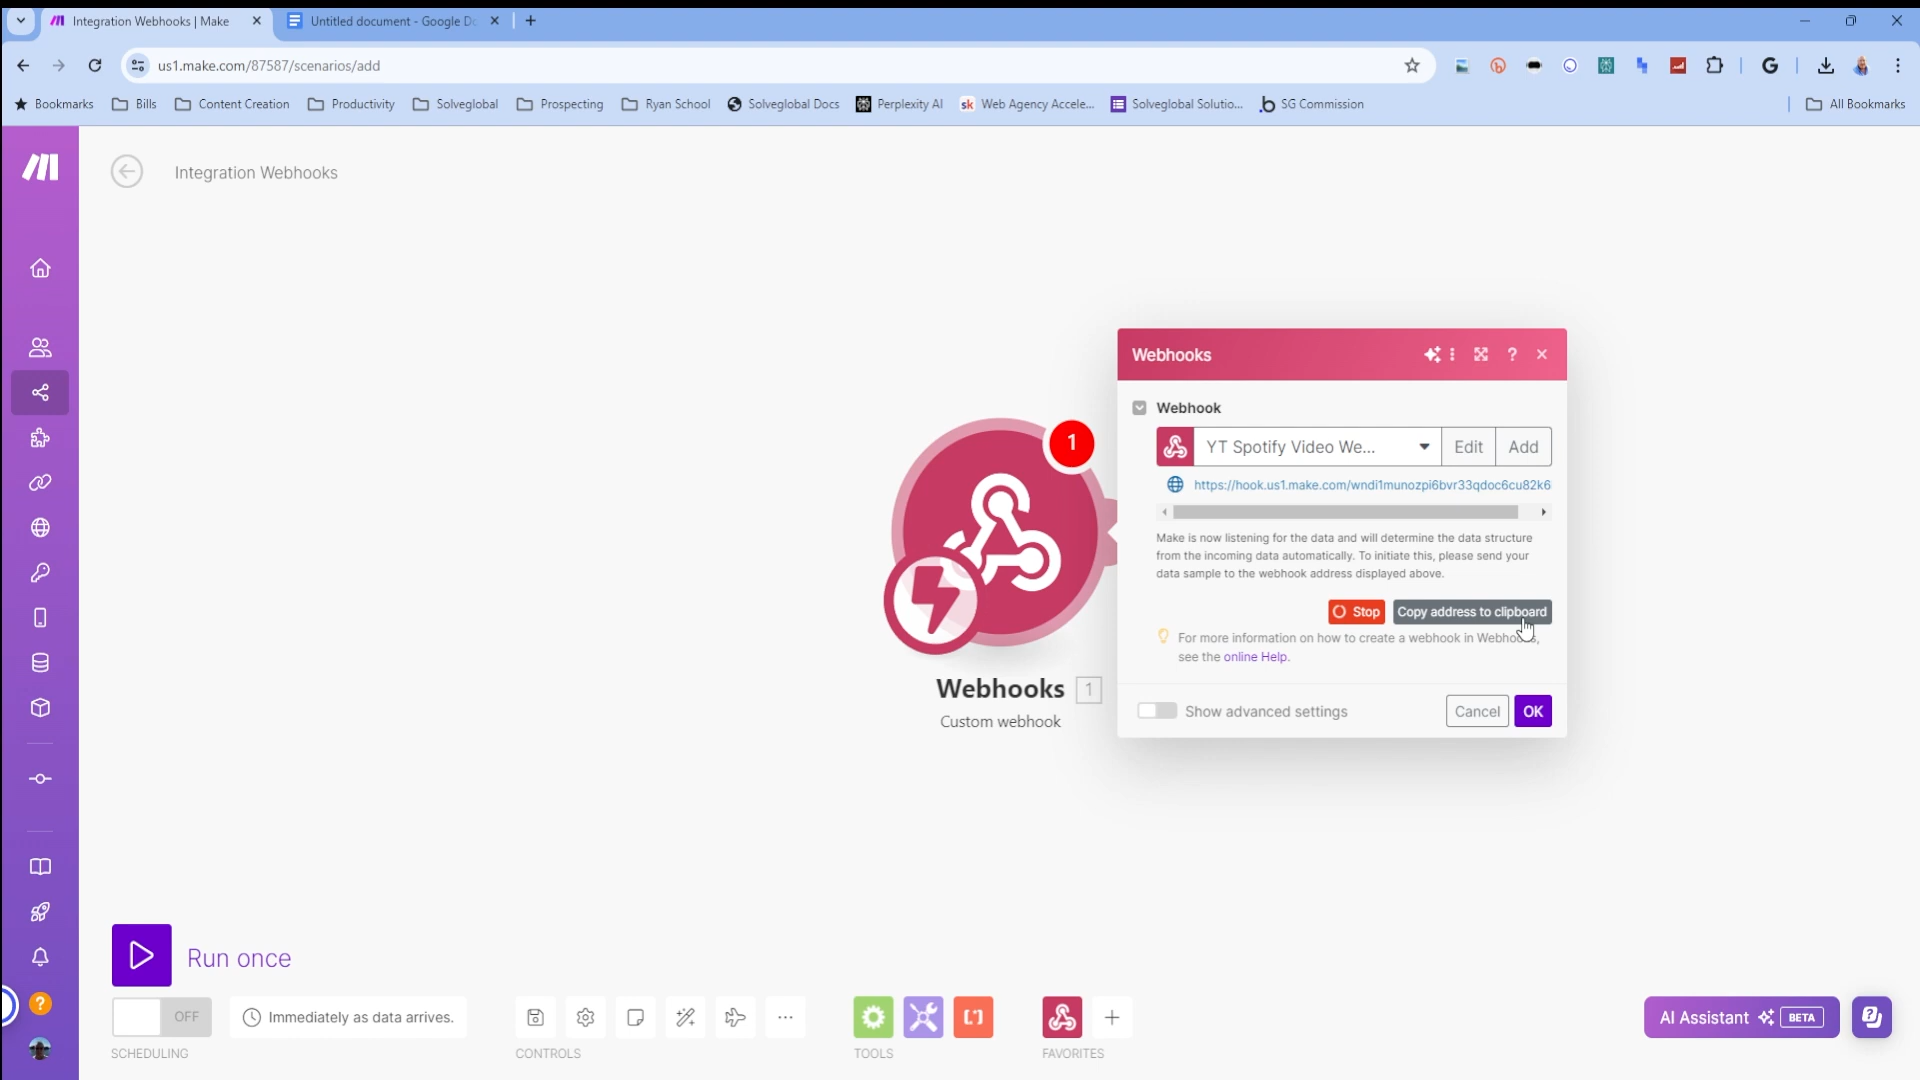 Integration Webhooks | Make
Untitled document - Google Do
us1.make.com/87587/scenarios/add
Bookmarks
Bills
Content Creation
Productivity
Solveglobal
Prospecting
Ryan School
Solveglobal Docs
Perplexity AI
sk
Web Agency Accele...
Solveglobal Solutio...
SG Commission
All Bookmarks
Integration Webhooks
Webhooks
Webhook
YT Spotify Video We...
Edit
Add
https://hook.us1.make.com/wndi1munozpi6bvr33qdoc6cu82k6
Make is now listening for the data and will determine the data structure
from the incoming data automatically. To initiate this, please send your
data sample to the webhook address displayed above.
Stop
Copy address to clipboard
For more information on how to create a webhook in Webhooks,
see the online Help.
Show advanced settings
Cancel
OK
1
Webhooks
1
Custom webhook
Run once
OFF
Immediately as data arrives.
SCHEDULING
CONTROLS
TOOLS
FAVORITES
AI Assistant
BETA